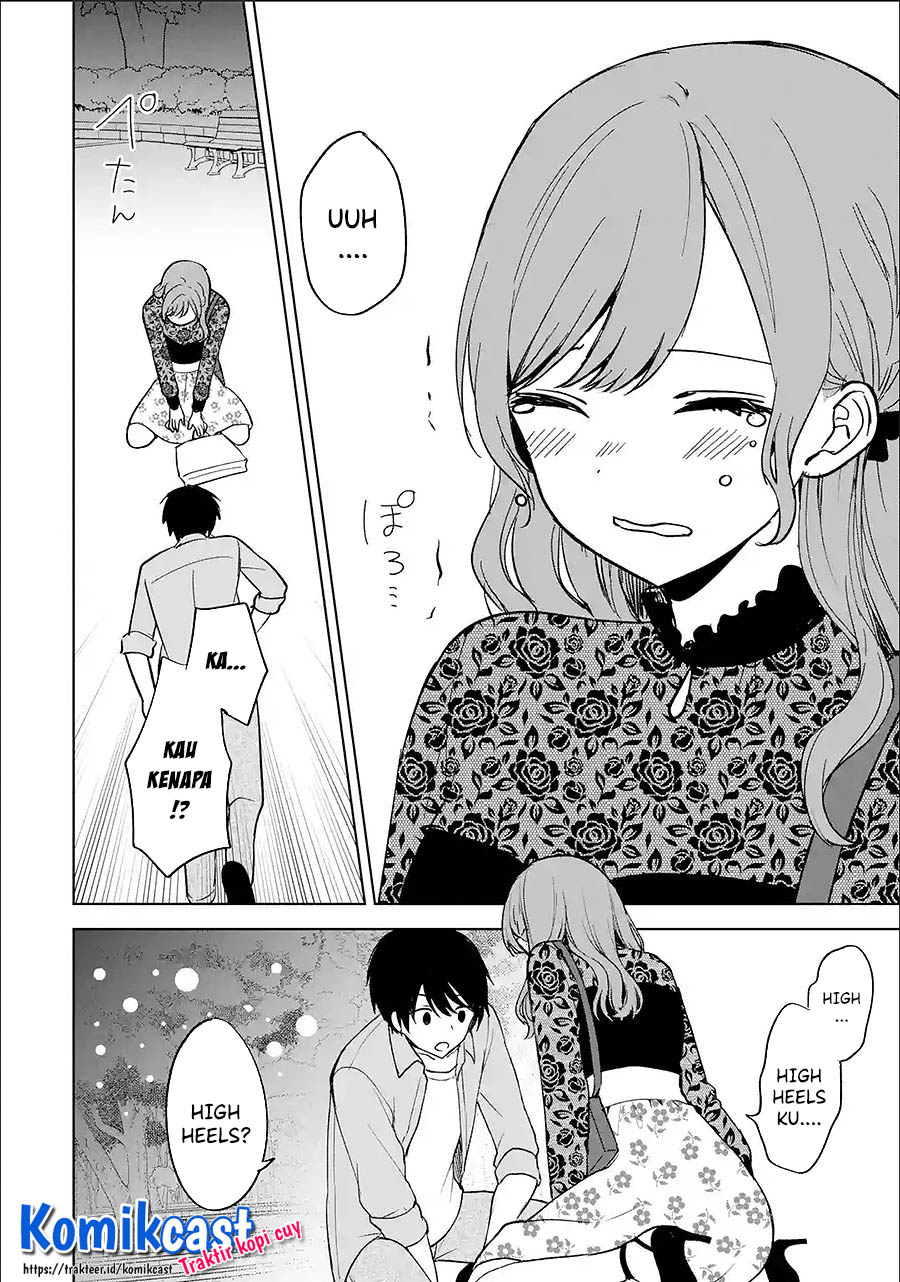 UUH
....
ぽろ…
ぺたん
KA...
KAU
KENAPA
!?
HIGH
...
HIGH
HEELS
KU....
HIGH
HEELS?
Komikcast
Traktir kopi cuy
https://trakteer.id/komikcast